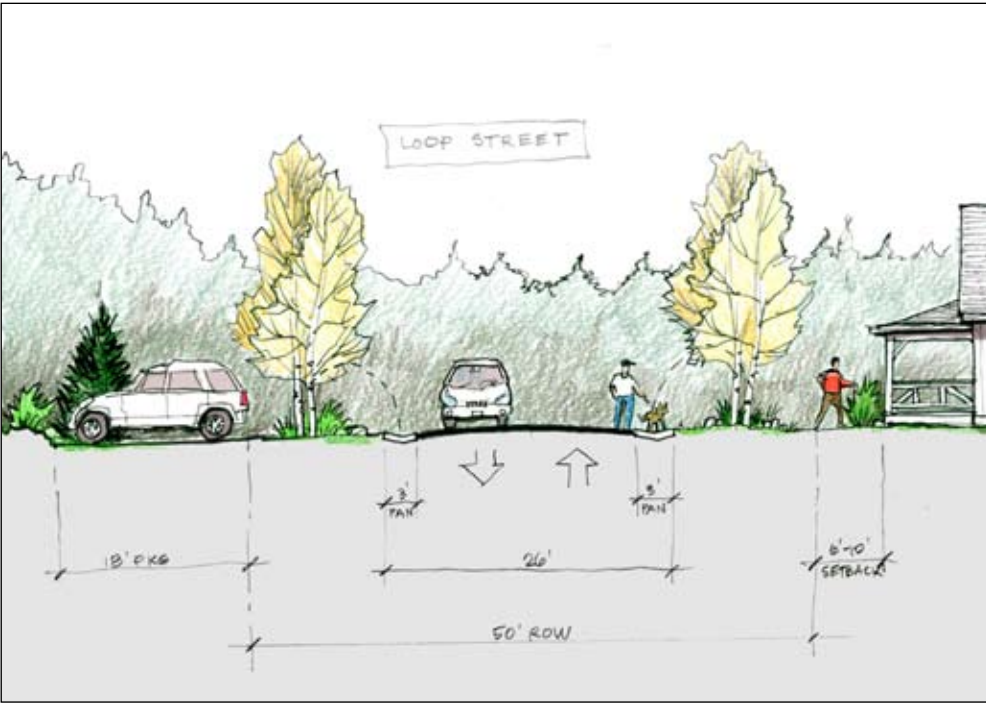 LOOP STREET
3'
PAN
3'
PAN
18' PKG
26'
6'-10'
SETBACK
50' ROW